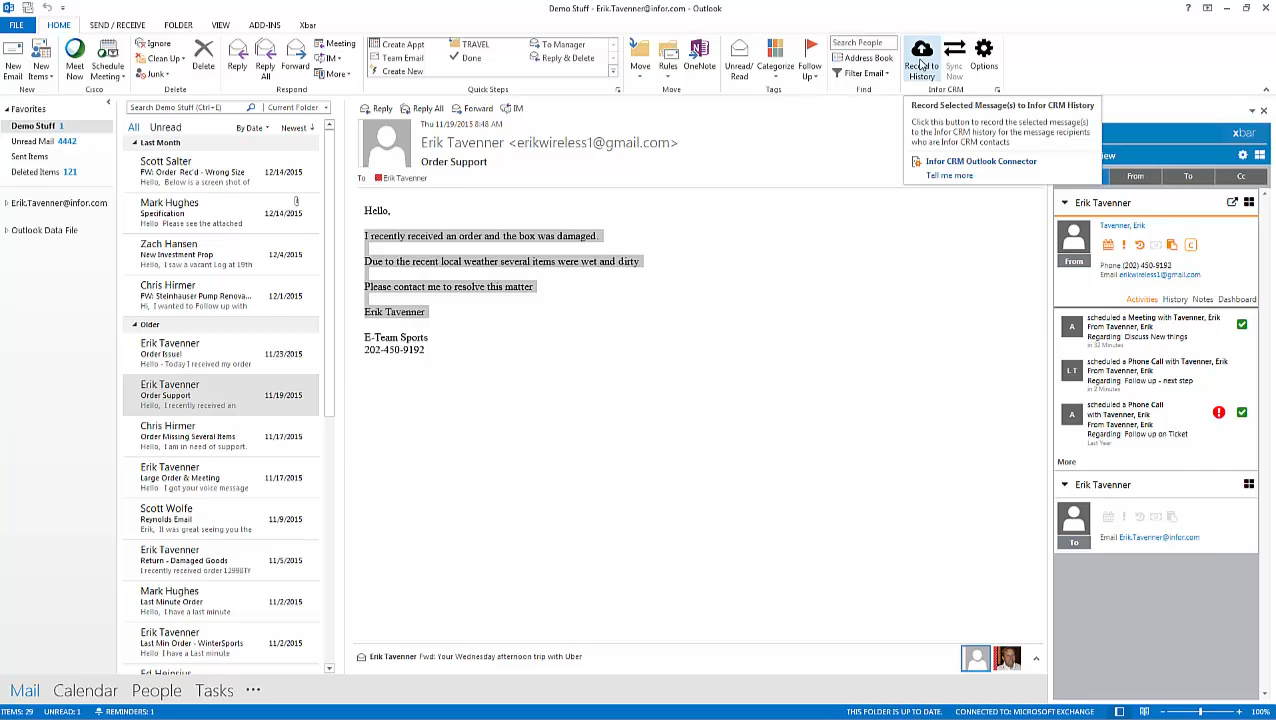 Demo Stuff - Erik.Tavenner@infor.com - Outlook
FILE
HOME
SEND / RECEIVE
FOLDER
VIEW
ADD-INS
Xbar
New
Email
New
Items
Meet
Now
Schedule
Meeting
Cisco
Ignore
Clean Up
Junk
Delete
Delete
Reply
Reply
All
Forward
Meeting
IM
More
Respond
Create Appt
Team Email
Create New
TRAVEL
Done
To Manager
Reply & Delete
Quick Steps
Move
Rules
OneNote
Move
Unread/
Read
Categorize
Follow
Up
Tags
Search People
Address Book
Filter Email
Find
Record to
History
Sync
Now
Options
Infor CRM
Record Selected Message(s) to Infor CRM History
Click this button to record the selected message(s)
to the Infor CRM history for the message recipients
who are Infor CRM contacts
Infor CRM Outlook Connector
Tell me more
Favorites
Demo Stuff 1
Unread Mail 4442
Sent Items
Deleted Items 121
Erik.Tavenner@infor.com
Outlook Data File
Search Demo Stuff (Ctrl+E)
Current Folder
All Unread
By Date Newest
Last Month
Scott Salter
FW: Order Rec'd - Wrong Size 12/14/2015
Hello, Below is a screen shot of
Mark Hughes
Specification 12/14/2015
Hello Please see the attached
Zach Hansen
New Investment Prop 12/4/2015
Hello, I saw a vacant Log at 19th
Chris Hirmer
FW: Steinhauser Pump Renova... 12/1/2015
Hi, I wanted to Follow up with
Older
Erik Tavenner
Order Issuel 11/23/2015
Hello - Today I received my order
Erik Tavenner
Order Support 11/19/2015
Hello, I recently received an
Chris Hirmer
Order Missing Several Items 11/17/2015
Hello, I am in need of support.
Erik Tavenner
Large Order & Meeting 11/17/2015
Hello I got your voice message
Scott Wolfe
Reynolds Email 11/9/2015
Erik, It was great seeing you the
Erik Tavenner
Return - Damaged Goods 11/5/2015
I recently received order 12998TY
Mark Hughes
Last Minute Order 11/2/2015
Hello, I have a last minute
Erik Tavenner
Last Min Order - WinterSports 11/2/2015
Hello I have a Last minute
Ed Heinrius
Reply Reply All Forward IM
Thu 11/19/2015 8:48 AM
Erik Tavenner <erikwireless1@gmail.com>
Order Support
To Erik Tavenner
Hello,
I recently received an order and the box was damaged.
Due to the recent local weather several items were wet and dirty
Please contact me to resolve this matter
Erik Tavenner
E-Team Sports
202-450-9192
Erik Tavenner Fwd: Your Wednesday afternoon trip with Uber
xbar
From
To
Cc
Erik Tavenner
Tavenner, Erik
C
From
Phone (202) 450-9192
Email erikwireless1@gmail.com
Activities History Notes Dashboard
A
scheduled a Meeting with Tavenner, Erik
From Tavenner, Erik
Regarding Discuss New things
in 32 Minutes
L T
scheduled a Phone Call with Tavenner, Erik
From Tavenner, Erik
Regarding Follow up - next step
in 2 Minutes
A
scheduled a Phone Call
with Tavenner, Erik
From Tavenner, Erik
Regarding Follow up on Ticket
Last Year
More
Erik Tavenner
To
Email Erik.Tavenner@infor.com
Mail Calendar People Tasks
ITEMS: 29 UNREAD: 1 REMINDERS: 1
THIS FOLDER IS UP TO DATE. CONNECTED TO: MICROSOFT EXCHANGE 100%